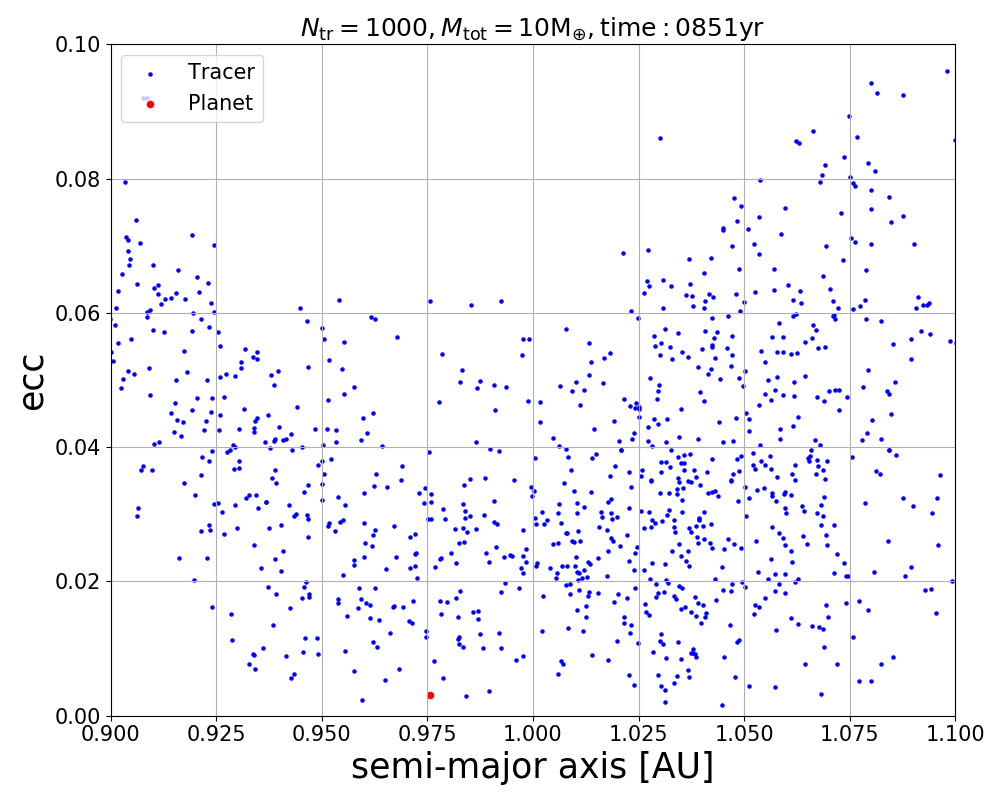 N_tr = 1000, M_tot = 10M_⊕, time : 0851yr
0.10
Tracer
Planet
0.08
0.06
ecc
0.04
0.02
0.00
0.900 0.925 0.950 0.975 1.000 1.025 1.050 1.075 1.100
semi-major axis [AU]